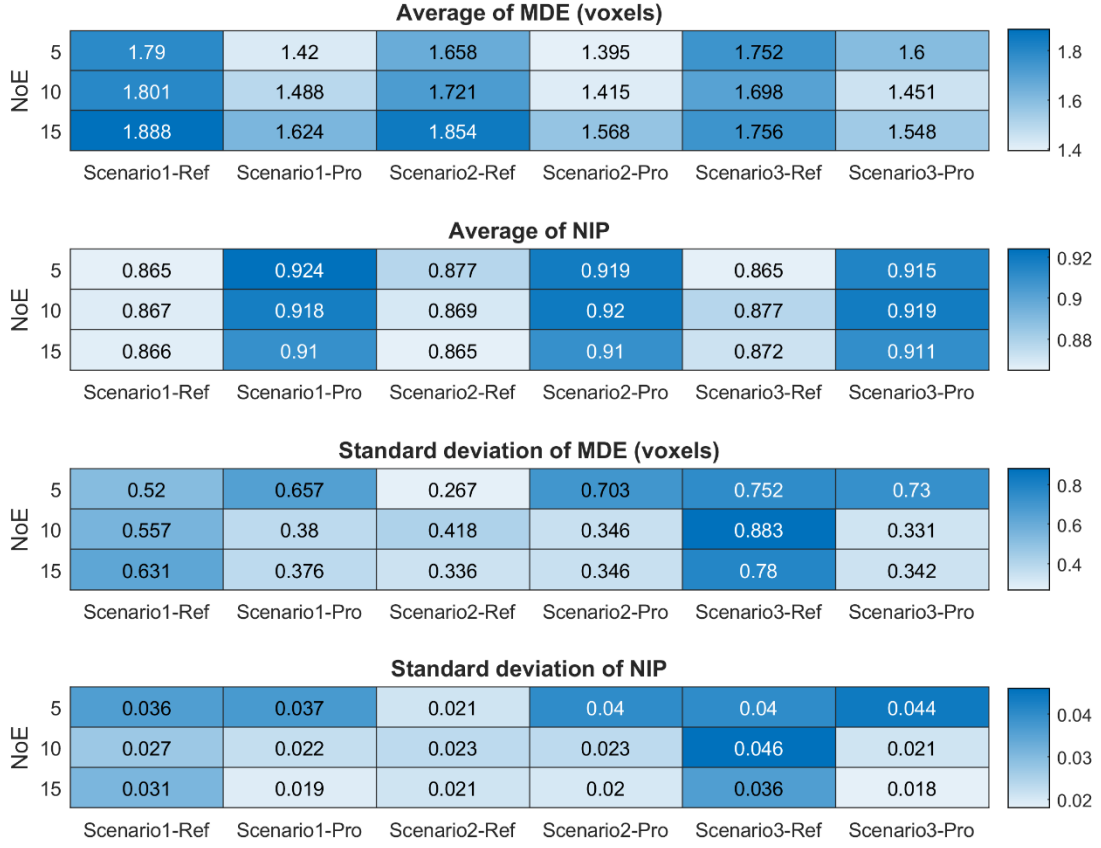 Average of MDE (voxels)
NoE
5 1.79 1.42 1.658 1.395 1.752 1.6
10 1.801 1.488 1.721 1.415 1.698 1.451
15 1.888 1.624 1.854 1.568 1.756 1.548
Scenario1-Ref Scenario1-Pro Scenario2-Ref Scenario2-Pro Scenario3-Ref Scenario3-Pro
1.8
1.6
1.4
Average of NIP
NoE
5 0.865 0.924 0.877 0.919 0.865 0.915
10 0.867 0.918 0.869 0.92 0.877 0.919
15 0.866 0.91 0.865 0.91 0.872 0.911
Scenario1-Ref Scenario1-Pro Scenario2-Ref Scenario2-Pro Scenario3-Ref Scenario3-Pro
0.92
0.9
0.88
Standard deviation of MDE (voxels)
NoE
5 0.52 0.657 0.267 0.703 0.752 0.73
10 0.557 0.38 0.418 0.346 0.883 0.331
15 0.631 0.376 0.336 0.346 0.78 0.342
Scenario1-Ref Scenario1-Pro Scenario2-Ref Scenario2-Pro Scenario3-Ref Scenario3-Pro
0.8
0.6
0.4
Standard deviation of NIP
NoE
5 0.036 0.037 0.021 0.04 0.04 0.044
10 0.027 0.022 0.023 0.023 0.046 0.021
15 0.031 0.019 0.021 0.02 0.036 0.018
Scenario1-Ref Scenario1-Pro Scenario2-Ref Scenario2-Pro Scenario3-Ref Scenario3-Pro
0.04
0.03
0.02